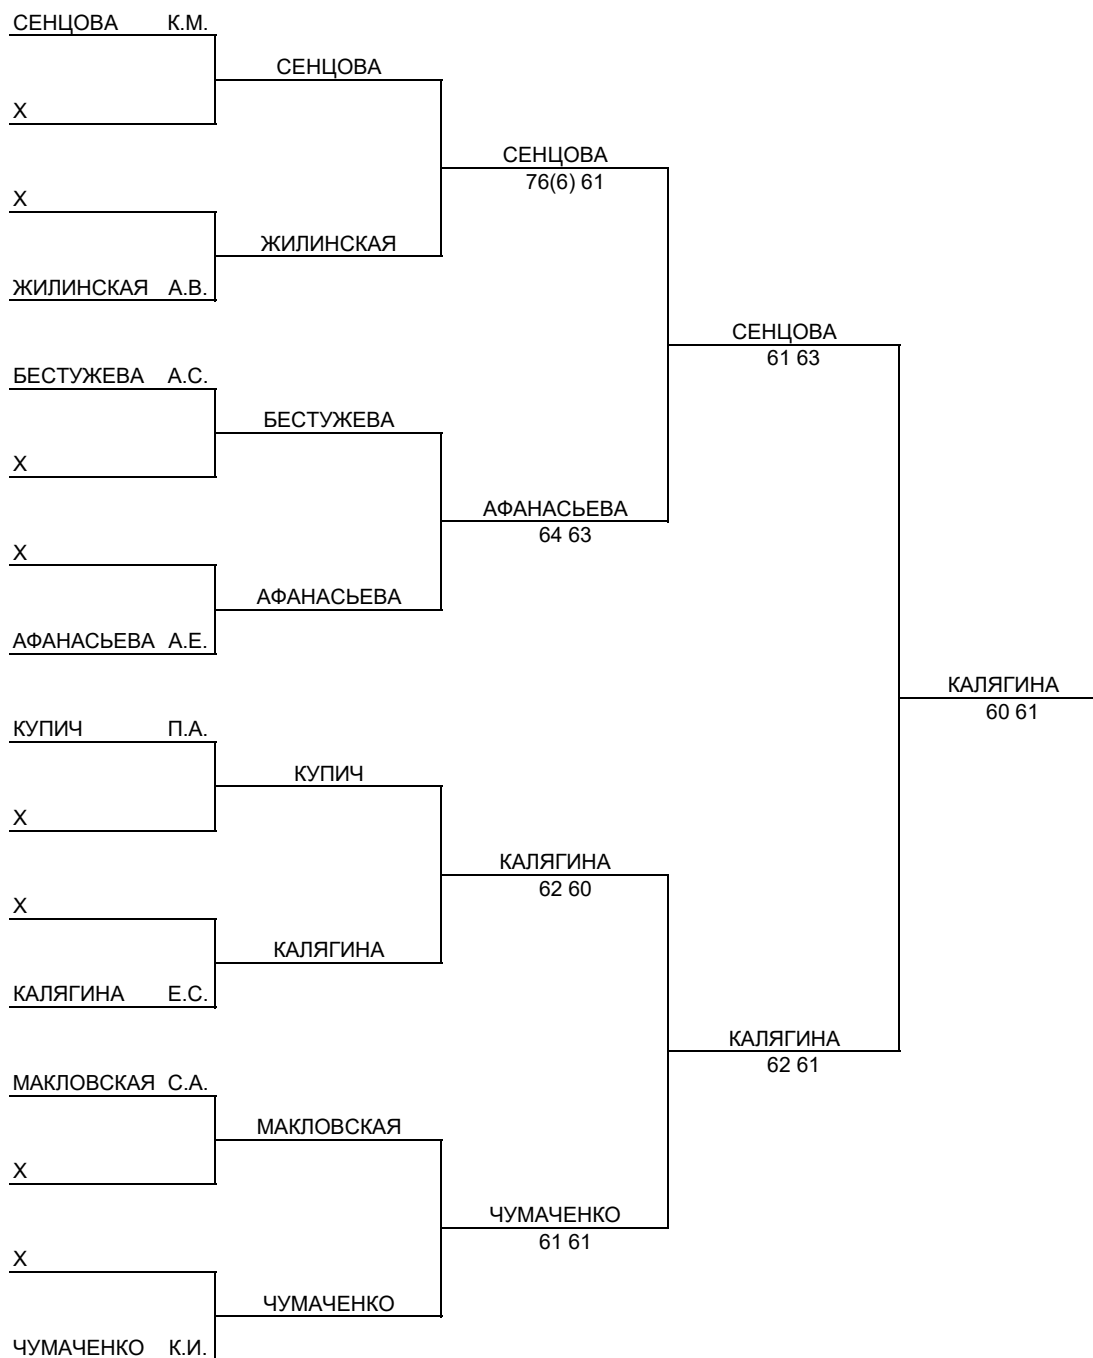 СЕНЦОВА К.М.
СЕНЦОВА
X
СЕНЦОВА
76(6) 61
X
ЖИЛИНСКАЯ
ЖИЛИНСКАЯ А.В.
СЕНЦОВА
61 63
БЕСТУЖЕВА А.С.
БЕСТУЖЕВА
X
АФАНАСЬЕВА
64 63
X
АФАНАСЬЕВА
АФАНАСЬЕВА А.Е.
КАЛЯГИНА
60 61
КУПИЧ П.А.
КУПИЧ
X
КАЛЯГИНА
62 60
X
КАЛЯГИНА
КАЛЯГИНА Е.С.
КАЛЯГИНА
62 61
МАКЛОВСКАЯ С.А.
МАКЛОВСКАЯ
X
ЧУМАЧЕНКО
61 61
X
ЧУМАЧЕНКО
ЧУМАЧЕНКО К.И.